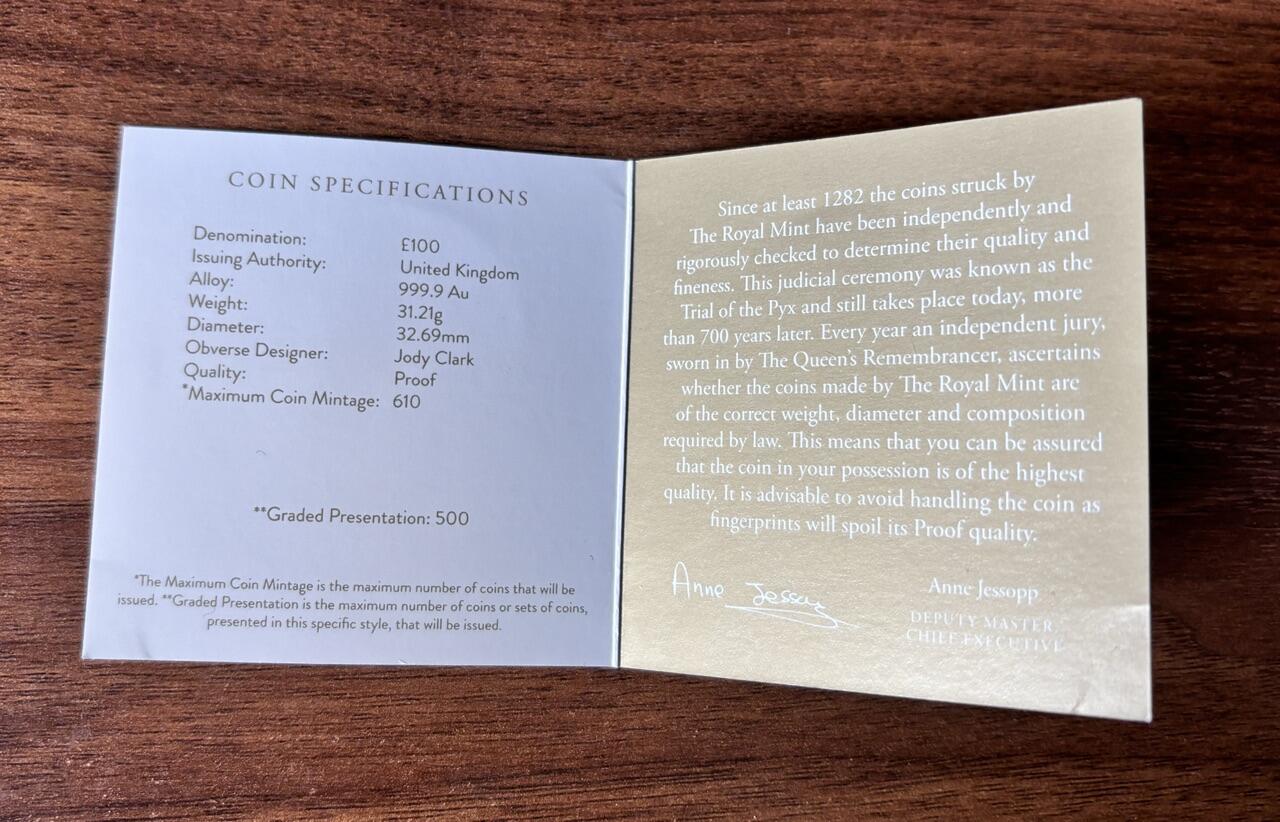 COIN SPECIFICATIONS
Denomination: £100
Issuing Authority: United Kingdom
Alloy: 999.9 Au
Weight: 31.21g
Diameter: 32.69mm
Obverse Designer: Jody Clark
Quality: Proof
*Maximum Coin Mintage: 610
**Graded Presentation: 500
*The Maximum Coin Mintage is the maximum number of coins that will be
issued. **Graded Presentation is the maximum number of coins or sets of coins,
presented in this specific style, that will be issued.
Since at least 1282 the coins struck by
The Royal Mint have been independently and
rigorously checked to determine their quality and
fineness. This judicial ceremony was known as the
Trial of the Pyx and still takes place today, more
than 700 years later. Every year an independent jury,
sworn in by The Queen's Remembrancer, ascertains
whether the coins made by The Royal Mint are
of the correct weight, diameter and composition
required by law. This means that you can be assured
that the coin in your possession is of the highest
quality. It is advisable to avoid handling the coin as
fingerprints will spoil its Proof quality.
Anne Jessopp
Anne Jessopp
DEPUTY MASTER
CHIEF EXECUTIVE